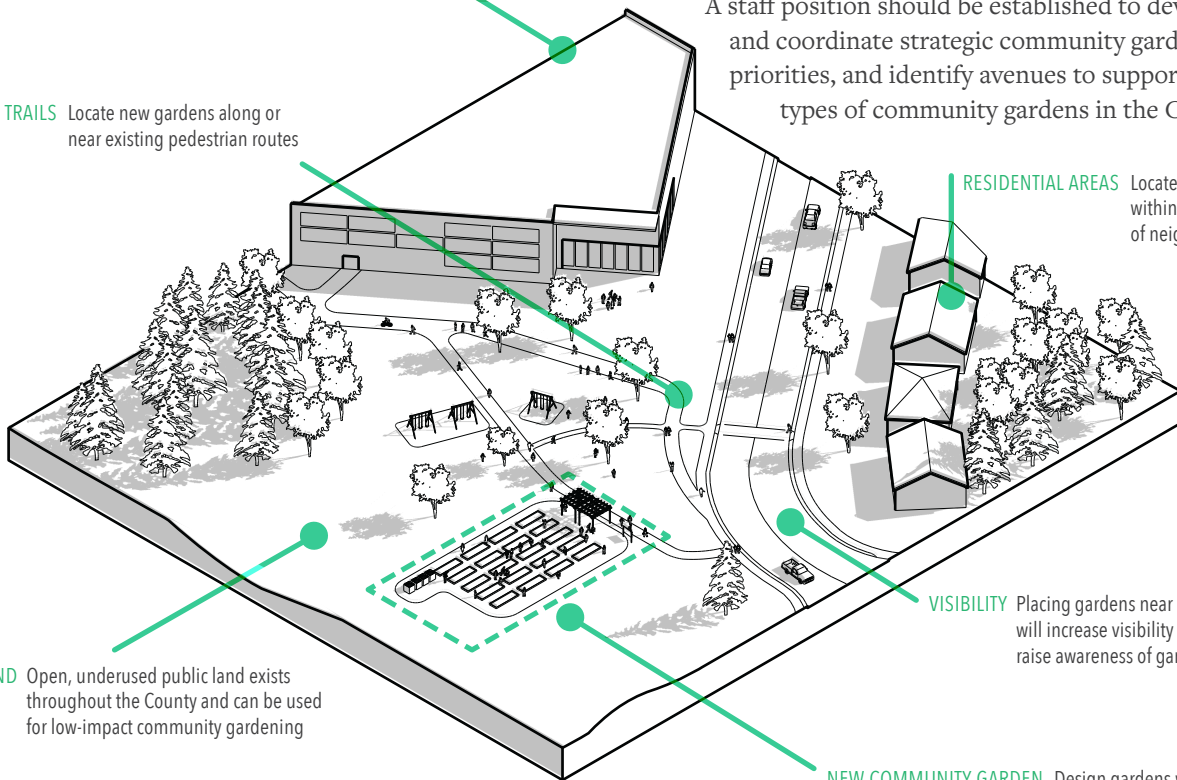 A staff position should be established to dev
and coordinate strategic community gard
priorities, and identify avenues to suppor
types of community gardens in the C
TRAILS Locate new gardens along or
near existing pedestrian routes
RESIDENTIAL AREAS Locate
within
of neig
VISIBILITY Placing gardens near
will increase visibility
raise awareness of gar
ND Open, underused public land exists
throughout the County and can be used
for low-impact community gardening
NEW COMMUNITY GARDEN Design gardens